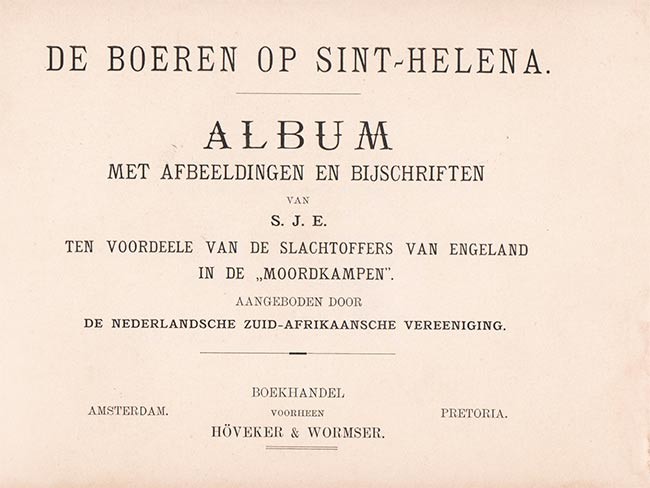 DE BOEREN OP SINT-HELENA.
ALBUM
MET AFBEELDINGEN EN BIJSCHRIFTEN
VAN
S. J. E.
TEN VOORDEELE VAN DE SLACHTOFFERS VAN ENGELAND
IN DE „MOORDKAMPEN”.
AANGEBODEN DOOR
DE NEDERLANDSCHE ZUID-AFRIKAANSCHE VEREENIGING.
BOEKHANDEL
AMSTERDAM. VOORHEEN PRETORIA.
HÖVEKER & WORMSER.